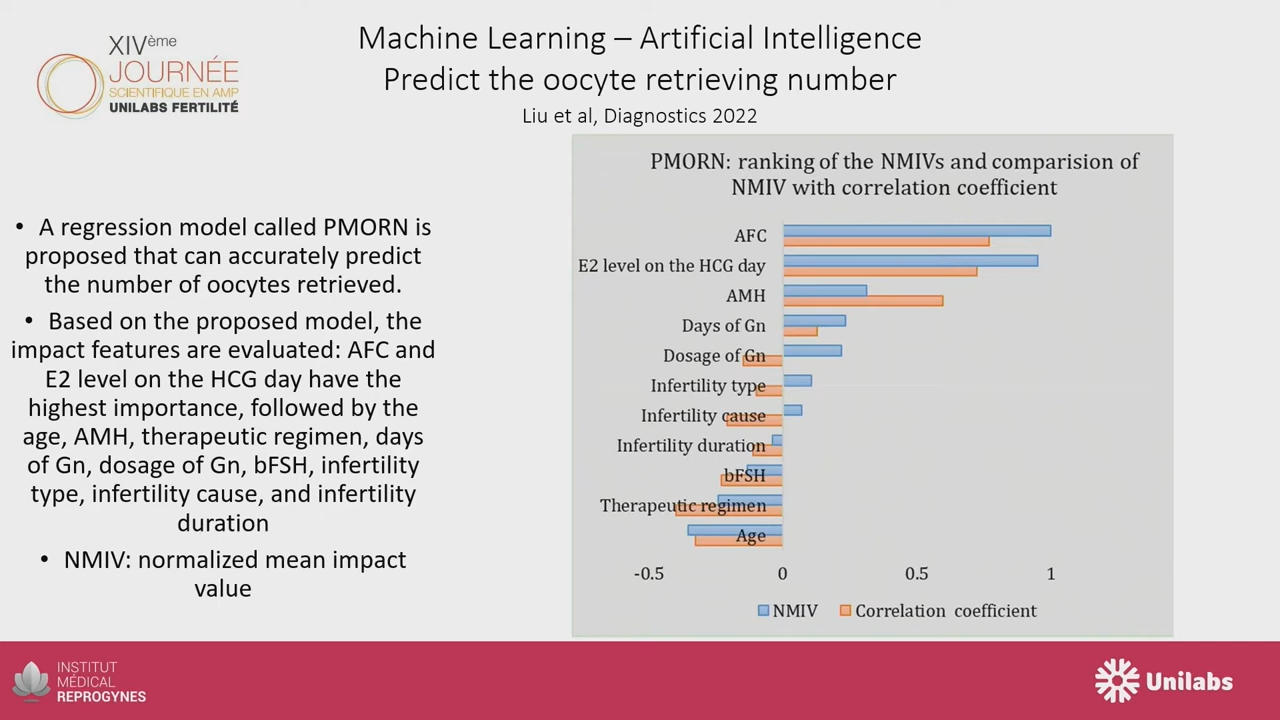 XIVème
JOURNÉE
SCIENTIFIQUE EN AMP
UNILABS FERTILITÉ
Machine Learning – Artificial Intelligence
Predict the oocyte retrieving number
Liu et al, Diagnostics 2022
• A regression model called PMORN is
proposed that can accurately predict
the number of oocytes retrieved.
• Based on the proposed model, the
impact features are evaluated: AFC and
E2 level on the HCG day have the
highest importance, followed by the
age, AMH, therapeutic regimen, days
of Gn, dosage of Gn, bFSH, infertility
type, infertility cause, and infertility
duration
• NMIV: normalized mean impact
value
PMORN: ranking of the NMIVs and comparision of
NMIV with correlation coefficient
AFC
E2 level on the HCG day
AMH
Days of Gn
Dosage of Gn
Infertility type
Infertility cause
Infertility duration
bFSH
Therapeutic regimen
Age
-0.5 0 0.5 1
NMIV Correlation coefficient
INSTITUT
MÉDICAL
REPROGYNES
Unilabs